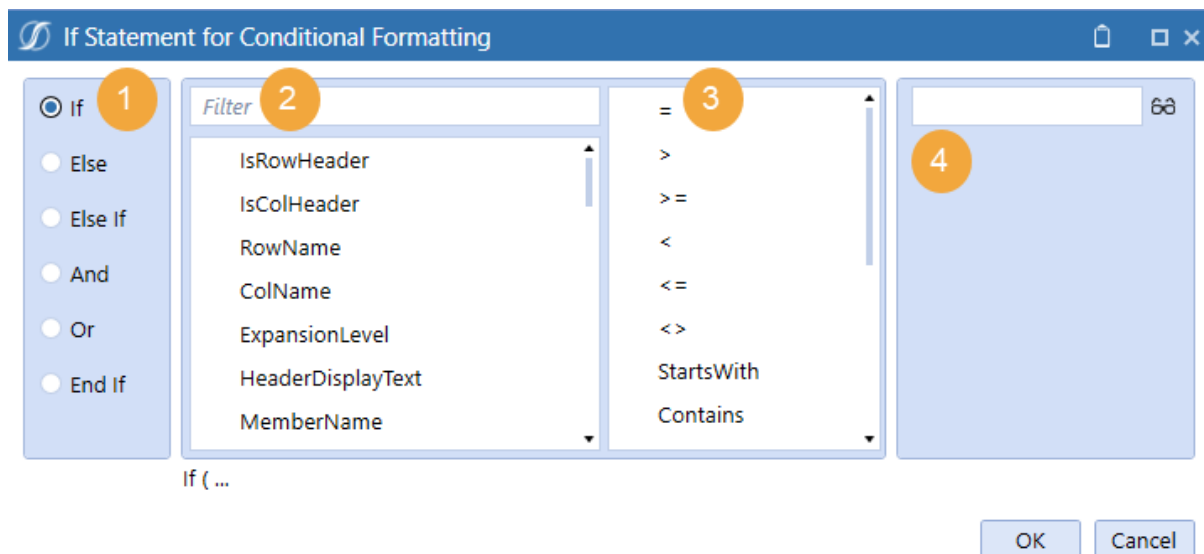 If Statement for Conditional Formatting
If
1
Else
Else If
And
Or
End If
Filter
2
IsRowHeader
IsColHeader
RowName
ColName
ExpansionLevel
HeaderDisplayText
MemberName
=
3
>
>=
<
<=
<>
StartsWith
Contains
4
If ( ...
OK
Cancel